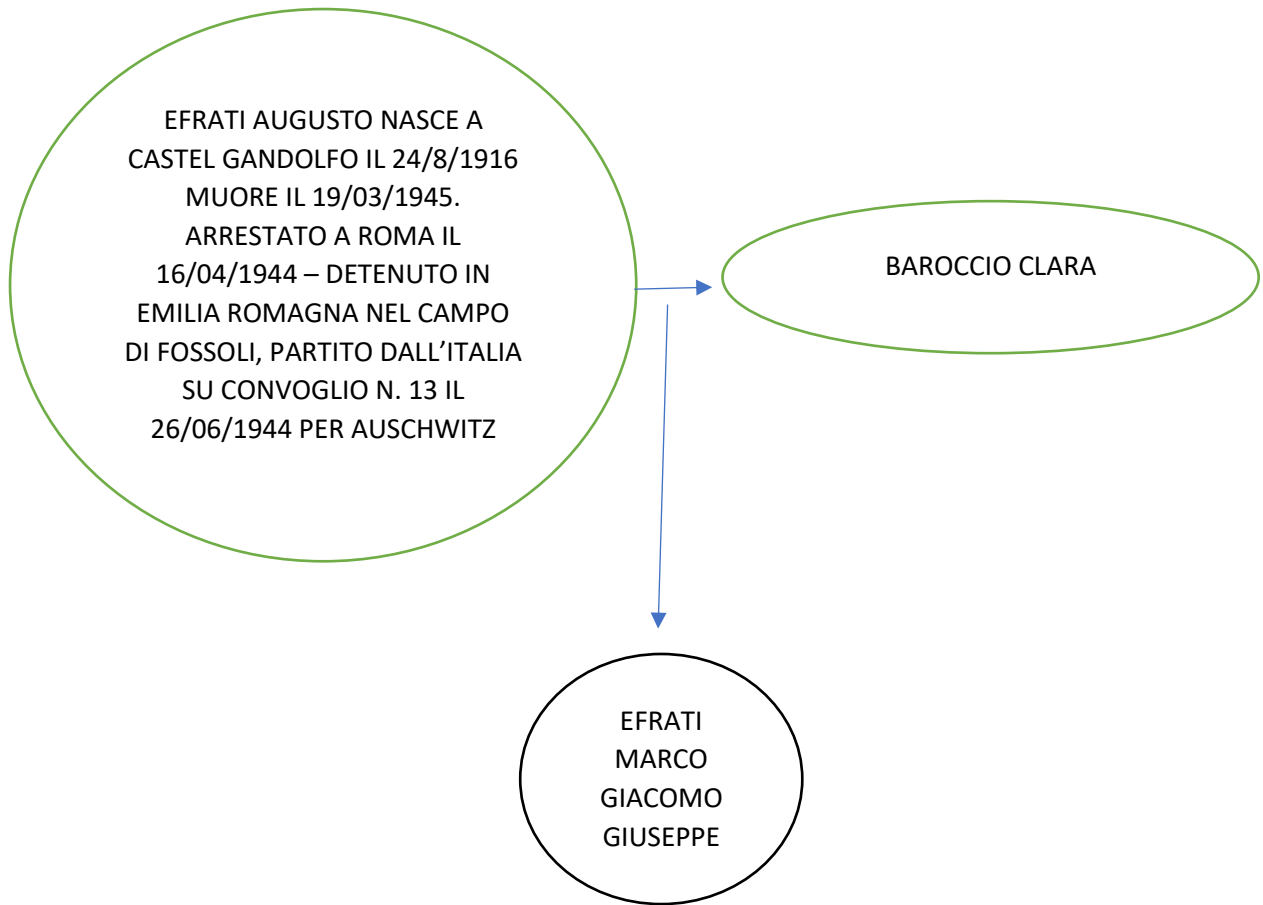 EFRATI AUGUSTO NASCE A
CASTEL GANDOLFO IL 24/8/1916
MUORE IL 19/03/1945.
ARRESTATO A ROMA IL
16/04/1944 – DETENUTO IN
EMILIA ROMAGNA NEL CAMPO
DI FOSSOLI, PARTITO DALL’ITALIA
SU CONVOGLIO N. 13 IL
26/06/1944 PER AUSCHWITZ
BAROCCIO CLARA
EFRATI
MARCO
GIACOMO
GIUSEPPE